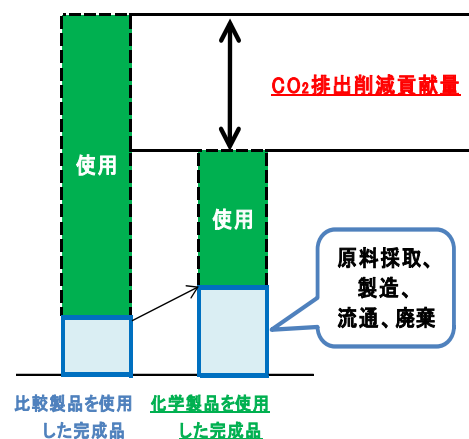 CO₂排出削減貢献量
使用
使用
原料採取、
製造、
流通、廃棄
比較製品を使用
した完成品
化学製品を使用
した完成品